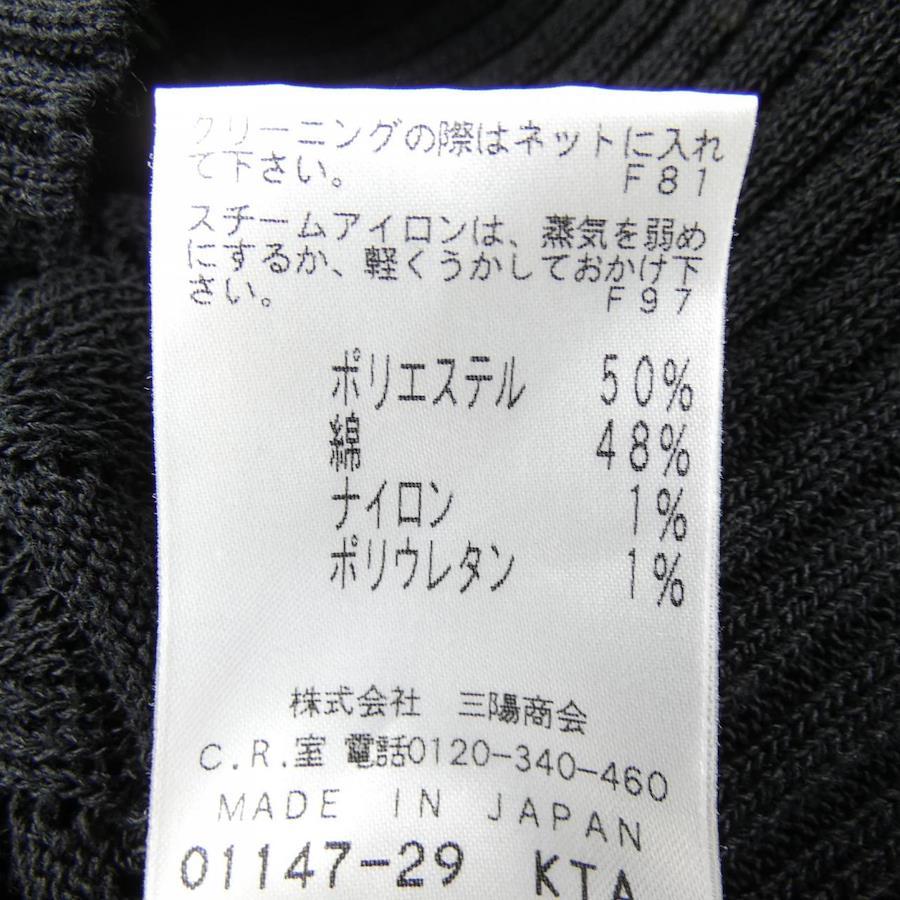 クリーニングの際はネットに入れ
て下さい。 F81
スチームアイロンは、蒸気を弱め
にするか、軽くうかしておかけ下
さい。 F97
ポリエステル 50%
綿 48%
ナイロン 1%
ポリウレタン 1%
株式会社 三陽商会
C.R.室 電話0120-340-460
MADE IN JAPAN
01147-29 KTA